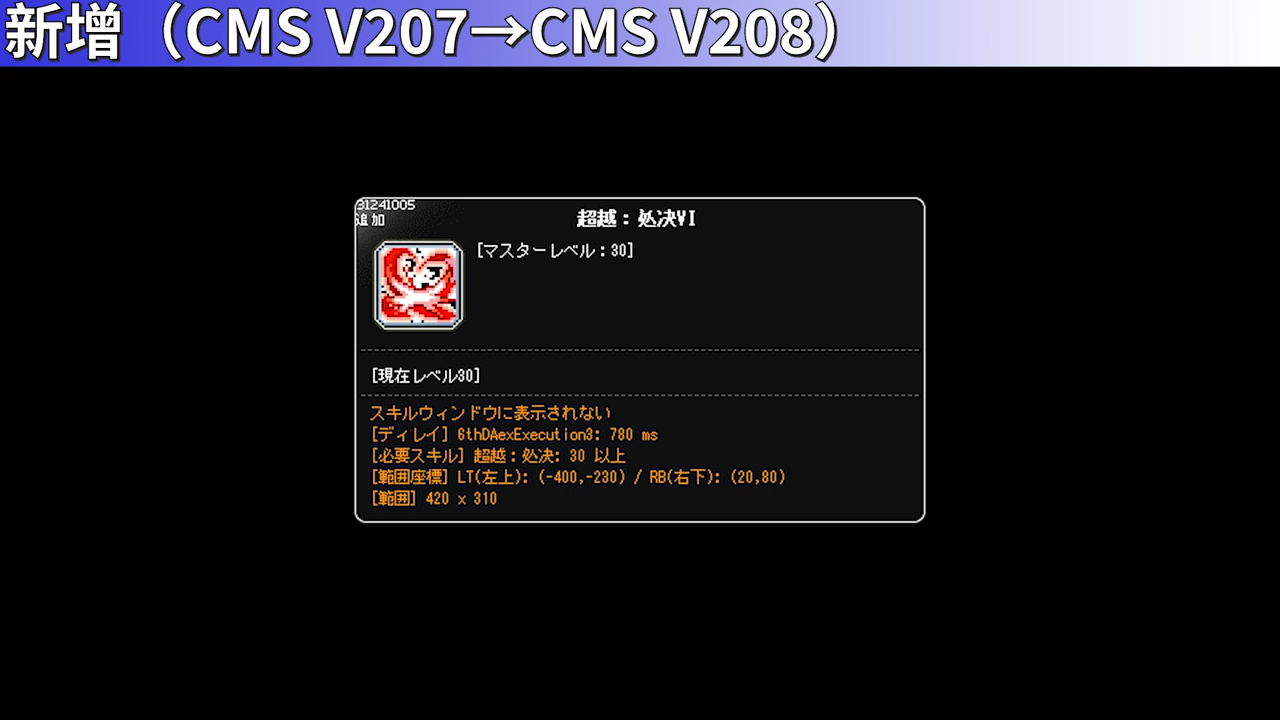 新增（CMS V207→CMS V208）
31241005
追加
超越：処決VI
[マスターレベル：30]
[現在レベル30]
スキルウィンドウに表示されない
[ディレイ] 6thDAexExecution3: 780 ms
[必要スキル] 超越：処決: 30 以上
[範囲座標] LT(左上): (-400,-230) / RB(右下): (20,80)
[範囲] 420 x 310